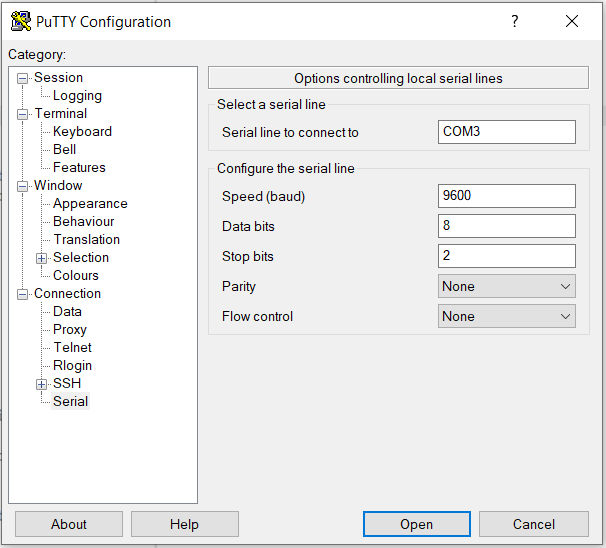 PuTTY Configuration
?
Category:
Session
Logging
Terminal
Keyboard
Bell
Features
Window
Appearance
Behaviour
Translation
Selection
Colours
Connection
Data
Proxy
Telnet
Rlogin
SSH
Serial
Options controlling local serial lines
Select a serial line
Serial line to connect to COM3
Configure the serial line
Speed (baud) 9600
Data bits 8
Stop bits 2
Parity None
Flow control None
About Help Open Cancel